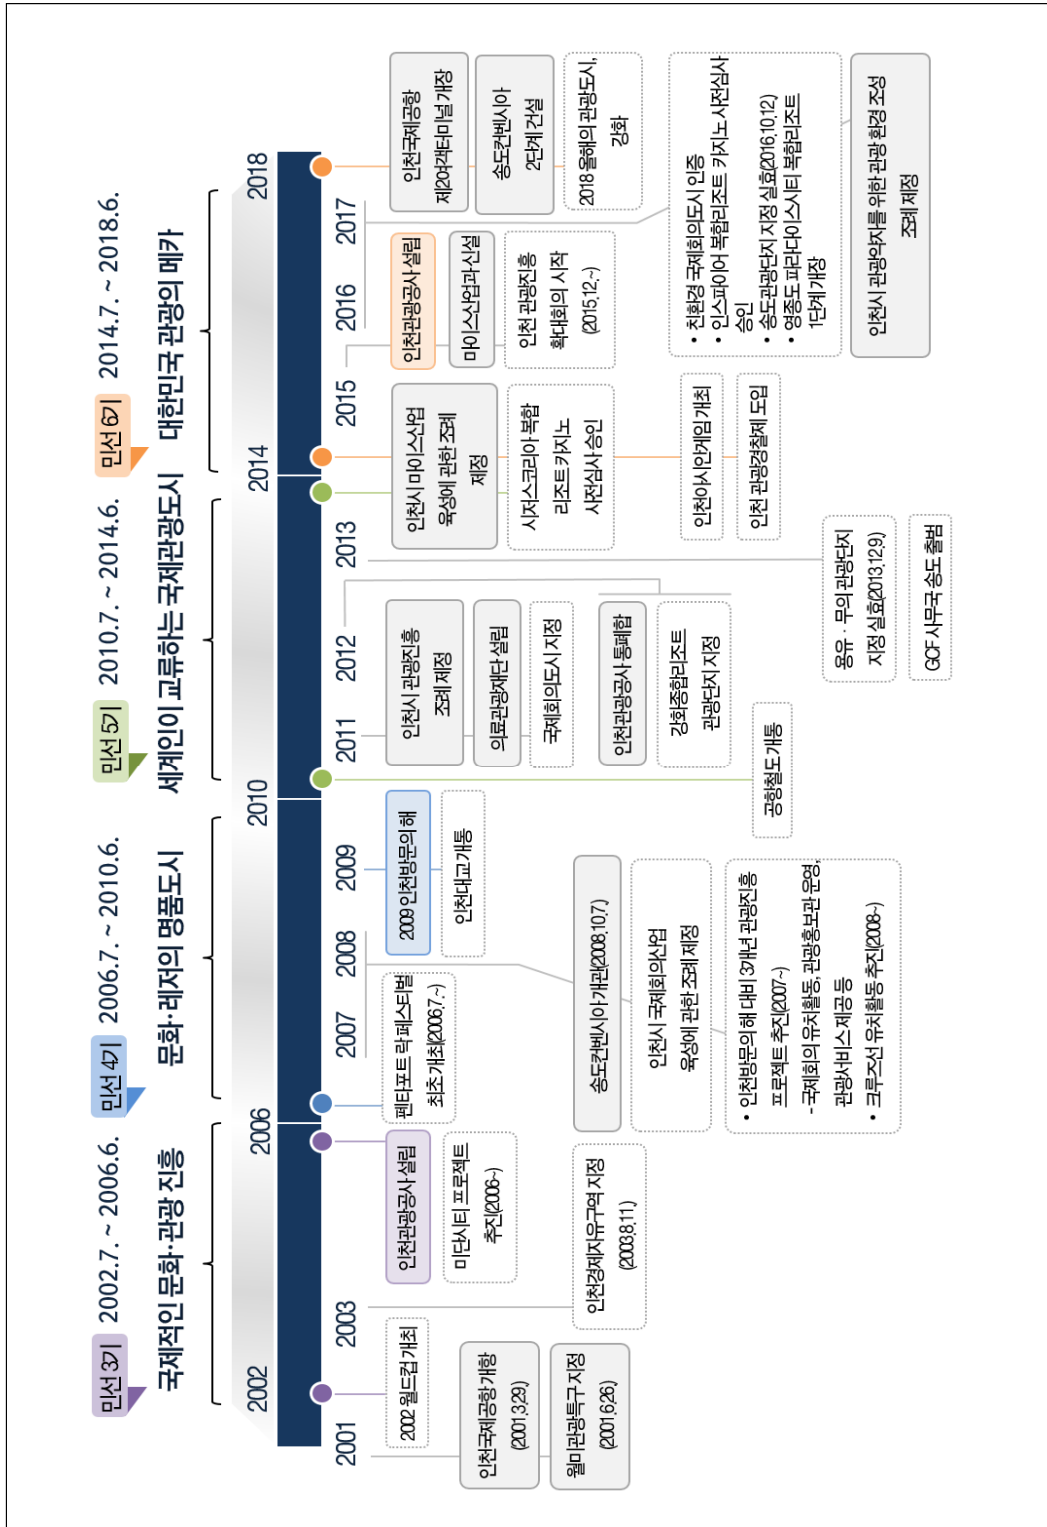 민선 3기 2002.7. ~ 2006.6.
국제적인 문화·관광 진흥
민선 4기 2006.7. ~ 2010.6.
문화·레저의 명품도시
민선 5기 2010.7. ~ 2014.6.
세계인이 교류하는 국제관광도시
민선 6기 2014.7. ~ 2018.6.
대한민국 관광의 메카
2002
2006
2010
2014
2018
2001
2003
2007
2008
2009
2011
2012
2013
2015
2016
2017
2002 월드컵 개최
인천국제공항 개항
(2001.3.29.)
월미관광특구 지정
(2001.6.26)
인천관광공사 설립
미단시티 프로젝트
추진(2006~)
인천경제자유구역 지정
(2003.8.11.)
펜타포트 락 페스티벌
최초 개최(2006.7.~)
2009 인천방문의 해
인천대교 개통
송도컨벤시아 개관(2008.10.7.)
인천시 국제회의산업
육성에 관한 조례 제정
• 인천방문의 해 대비 3개년 관광진흥
프로젝트 추진(2007~)
- 국제회의 유치활동, 관광홍보관 운영,
관광서비스 제공 등
• 크루즈선 유치 활동 추진(2008~)
공항철도 개통
인천시 관광진흥
조례 제정
의료관광재단 설립
국제회의도시 지정
인천관광공사 통폐합
강화종합리조트
관광단지 지정
용유 · 무의 관광단지
지정 실효(2013.12.9.)
GCF 사무국 송도 출범
인천시 마이스산업
육성에 관한 조례
제정
시저스코리아 복합
리조트 카지노
사전심사 승인
인천아시안게임 개최
인천 관광경찰제 도입
인천관광공사 설립
마이스산업과 신설
인천 관광진흥
확대회의 시작
(2015.12.~)
인천국제공항
제2여객터미널 개장
송도컨벤시아
2단계 건설
2018 올해의 관광도시,
강화
• 친환경 국제회의도시 인증
• 인스파이어 복합리조트 카지노 사전심사
승인
• 송도관광단지 지정 실효(2016.10.12)
• 영종도 파라다이스시티 복합리조트
1단계 개장
인천시 관광약자를 위한 관광 환경 조성
조례 제정